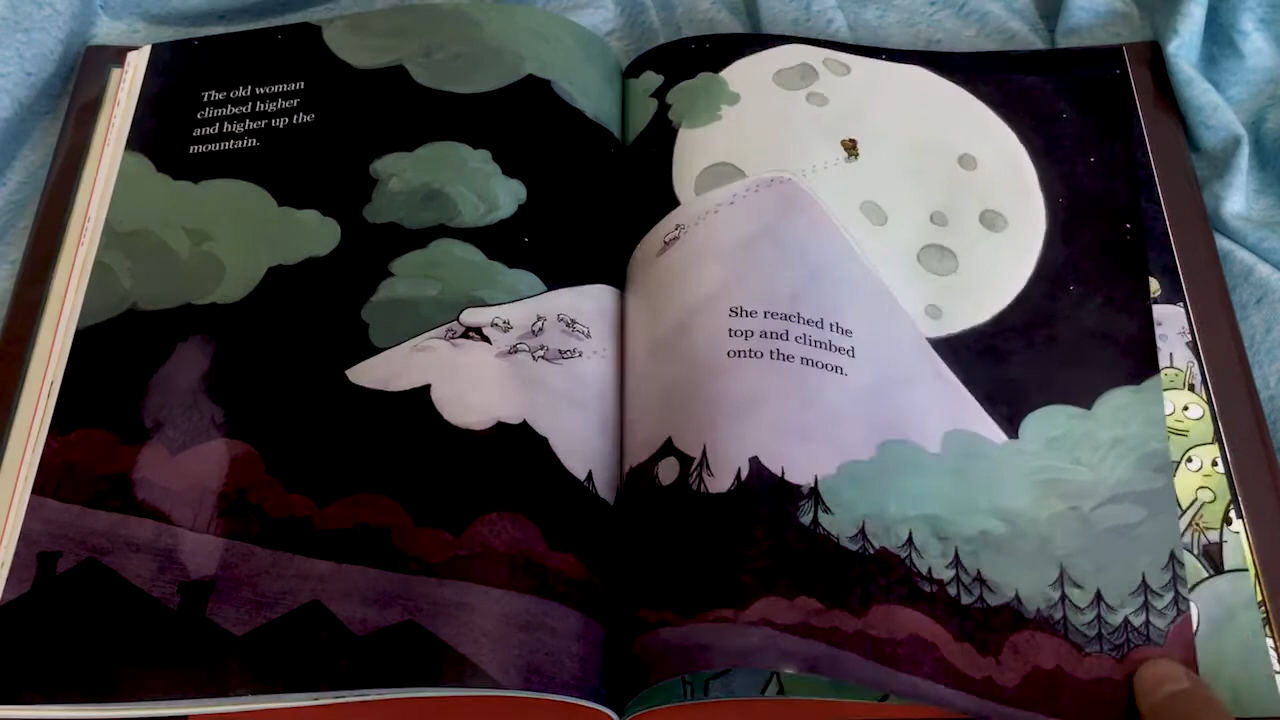 The old woman
climbed higher
and higher up the
mountain.
She reached the
top and climbed
onto the moon.